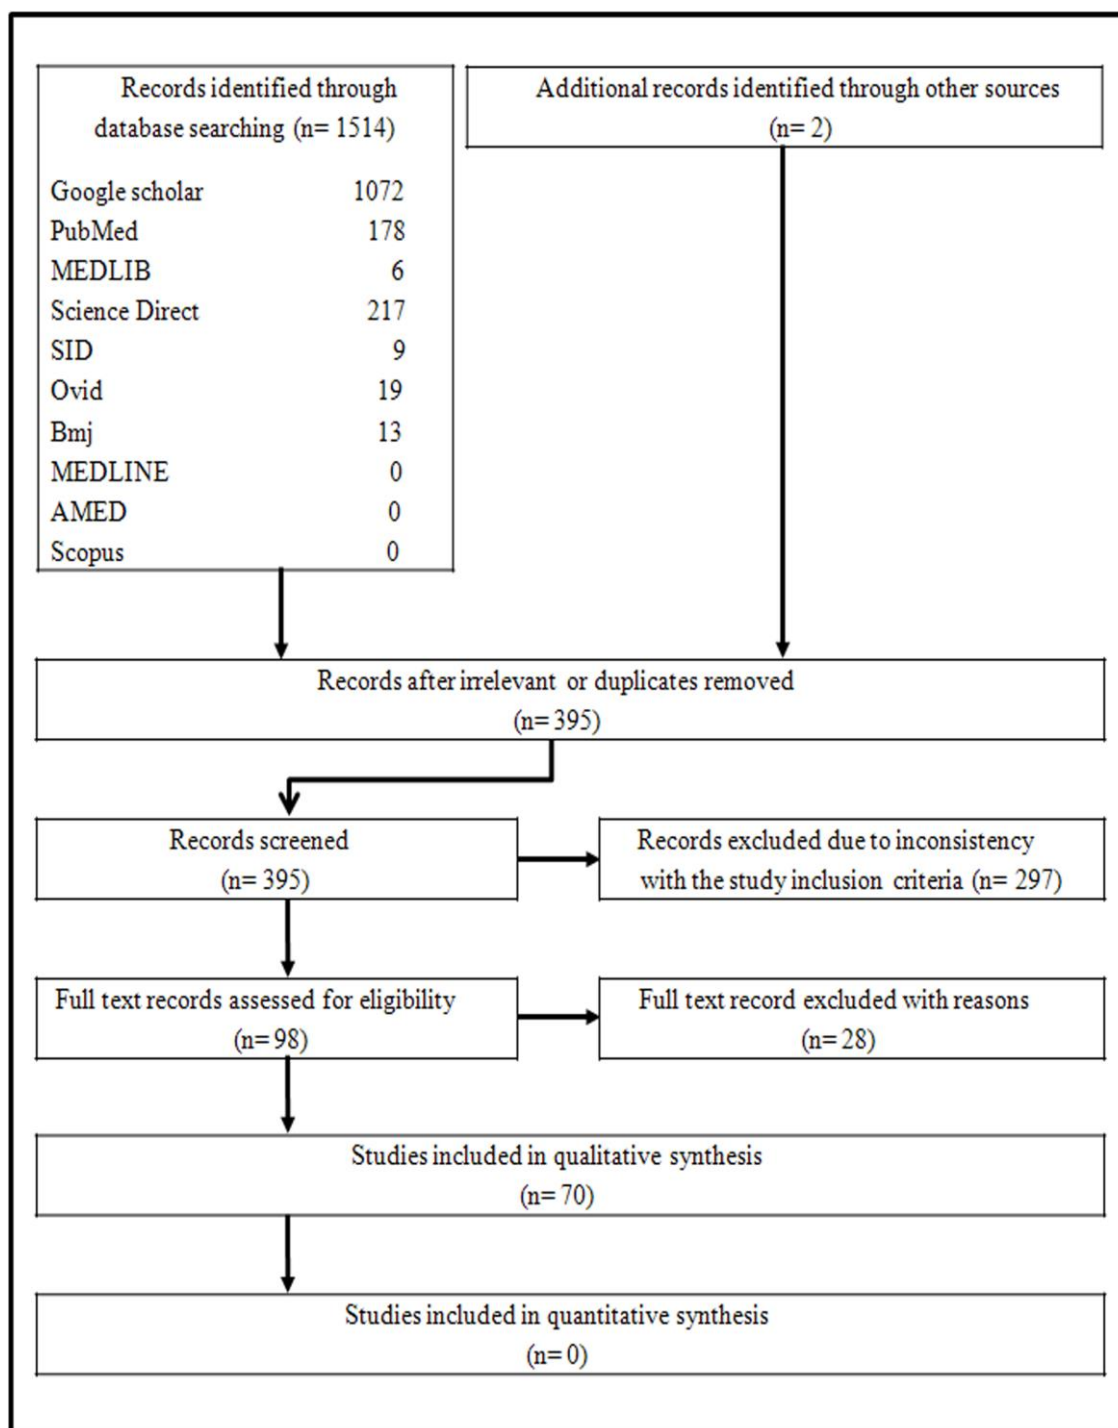 Records identified through
database searching (n= 1514)
Google scholar 1072
PubMed 178
MEDLIB 6
Science Direct 217
SID 9
Ovid 19
Bmj 13
MEDLINE 0
AMED 0
Scopus 0
Additional records identified through other sources
(n= 2)
Records after irrelevant or duplicates removed
(n= 395)
Records screened
(n= 395)
Records excluded due to inconsistency
with the study inclusion criteria (n= 297)
Full text records assessed for eligibility
(n= 98)
Full text record excluded with reasons
(n= 28)
Studies included in qualitative synthesis
(n= 70)
Studies included in quantitative synthesis
(n= 0)